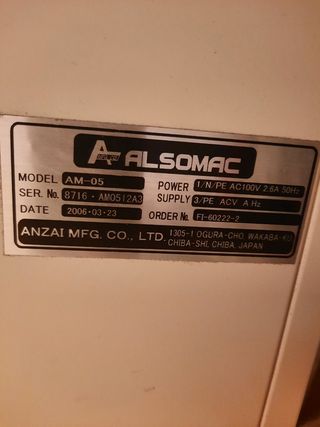 ALSOMAC
MODEL AM-05
POWER SUPPLY 1/N/PE AC100V 2.6A 50Hz
3/PE ACV A Hz
SER. No. 8716・AM0512A3
DATE 2006・03・23
ORDER No. FI-60222-2
ANZAI MFG. CO., LTD. 1305-1 OGURA-CHO. WAKABA-KU
CHIBA-SHI. CHIBA. JAPAN